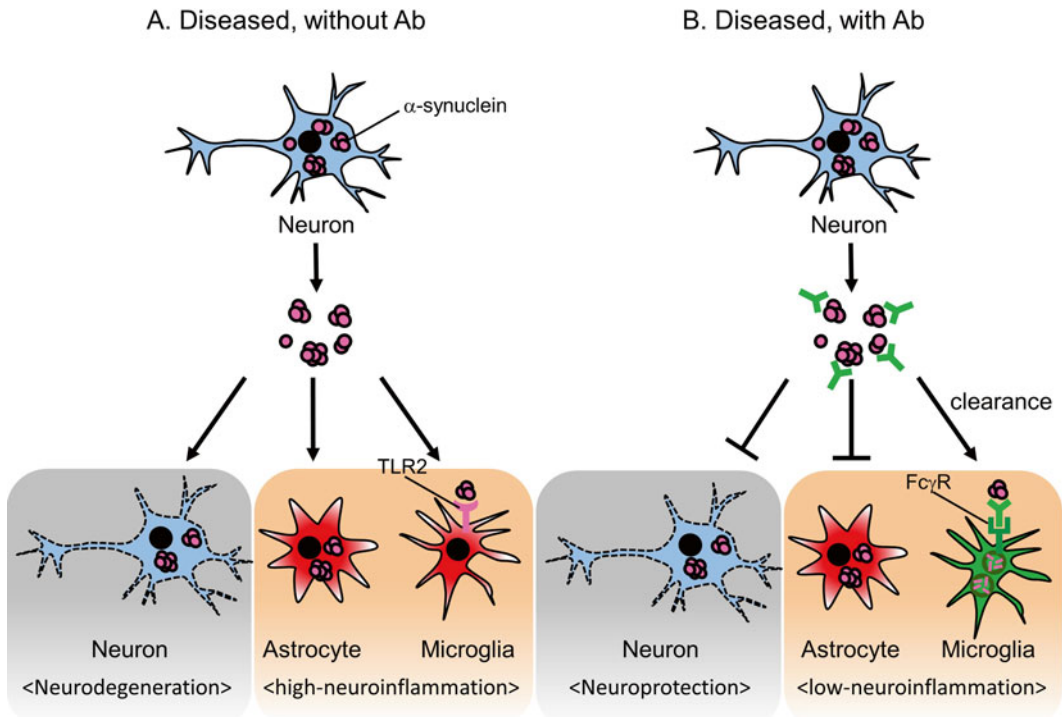 A. Diseased, without Ab
α-synuclein
Neuron
TLR2
Neuron
Astrocyte
Microglia
<Neurodegeneration>
<high-neuroinflammation>
B. Diseased, with Ab
Neuron
clearance
FcγR
Neuron
Astrocyte
Microglia
<Neuroprotection>
<low-neuroinflammation>